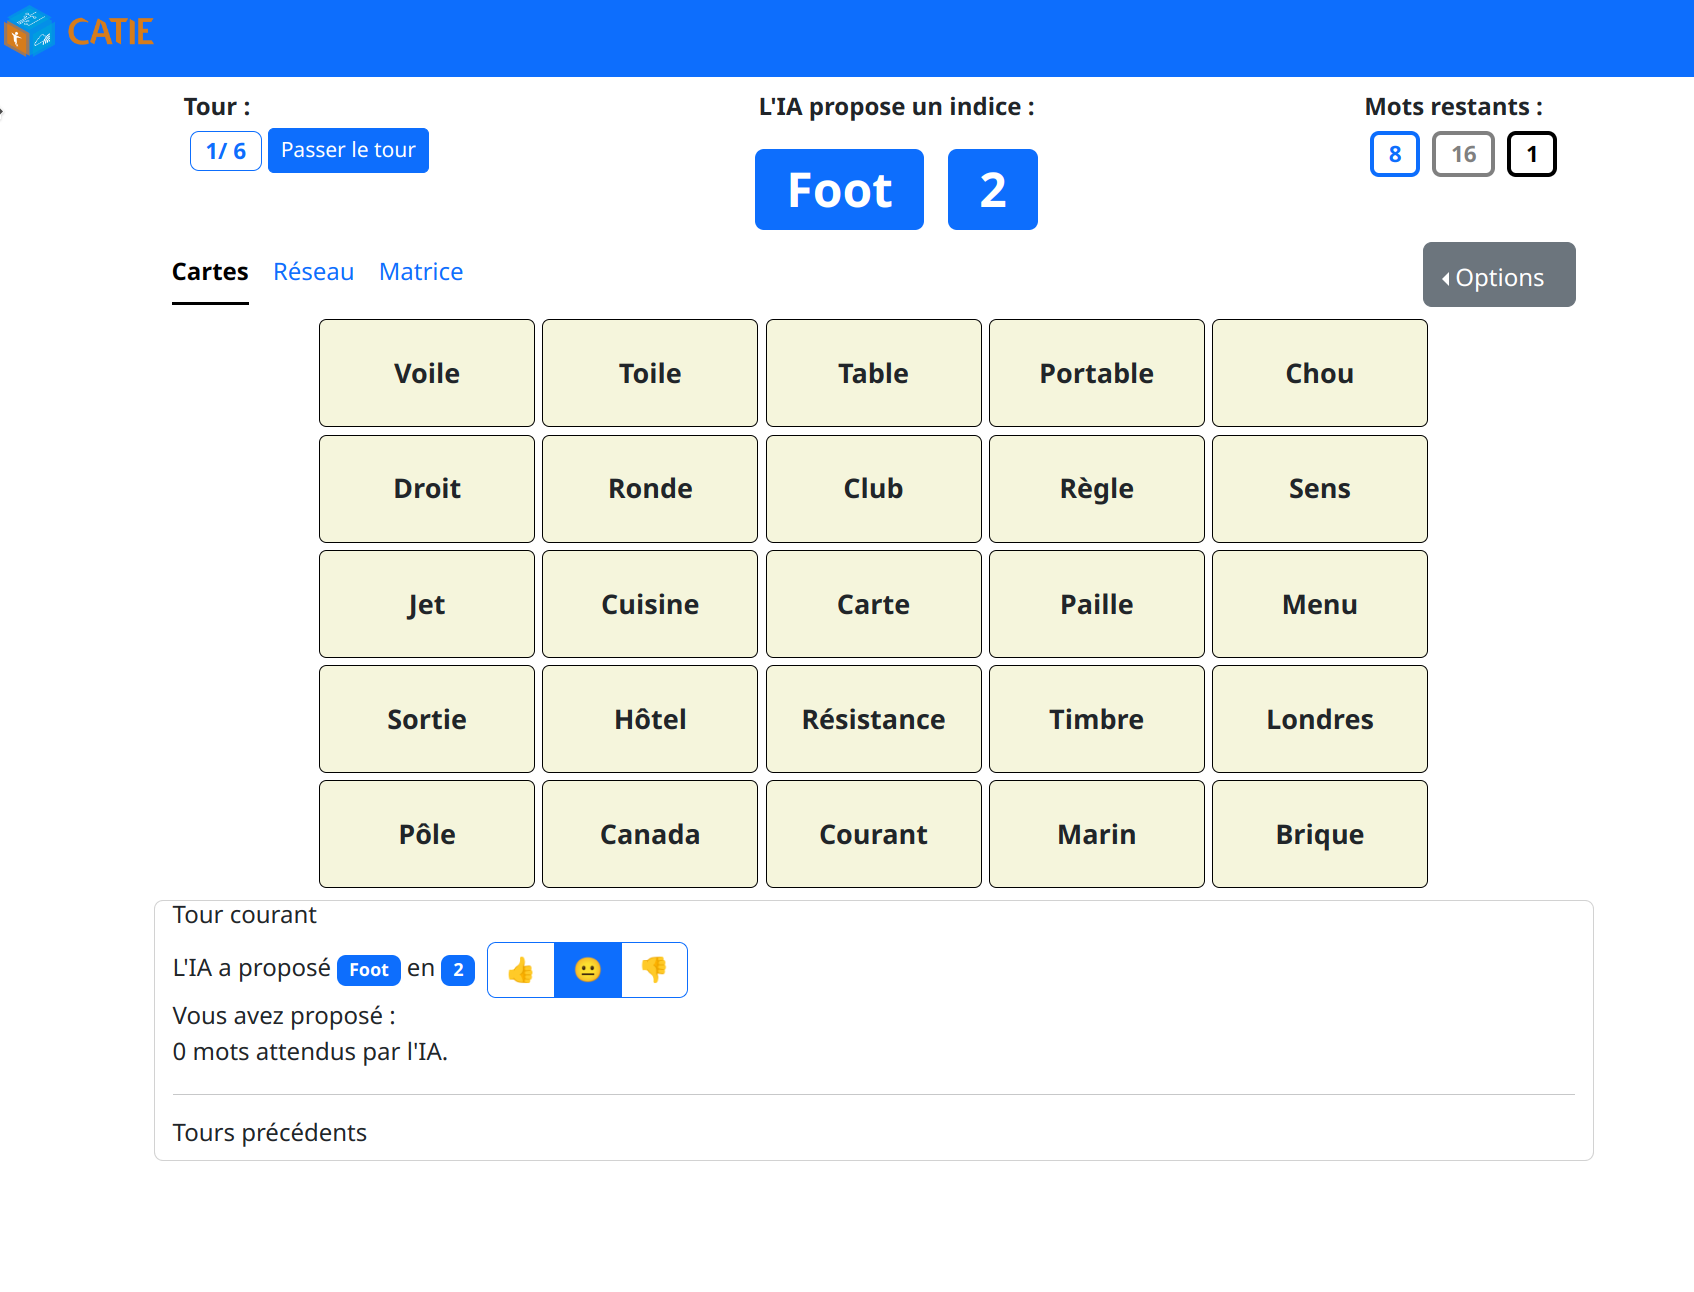 CATIE
Tour :
1/ 6 Passer le tour
L'IA propose un indice :
Foot 2
Mots restants :
8 16 1
Cartes Réseau Matrice
Options
Voile Toile Table Portable Chou
Droit Ronde Club Règle Sens
Jet Cuisine Carte Paille Menu
Sortie Hôtel Résistance Timbre Londres
Pôle Canada Courant Marin Brique
Tour courant
L'IA a proposé Foot en 2 👍 😐 👎
Vous avez proposé :
0 mots attendus par l'IA.
Tours précédents